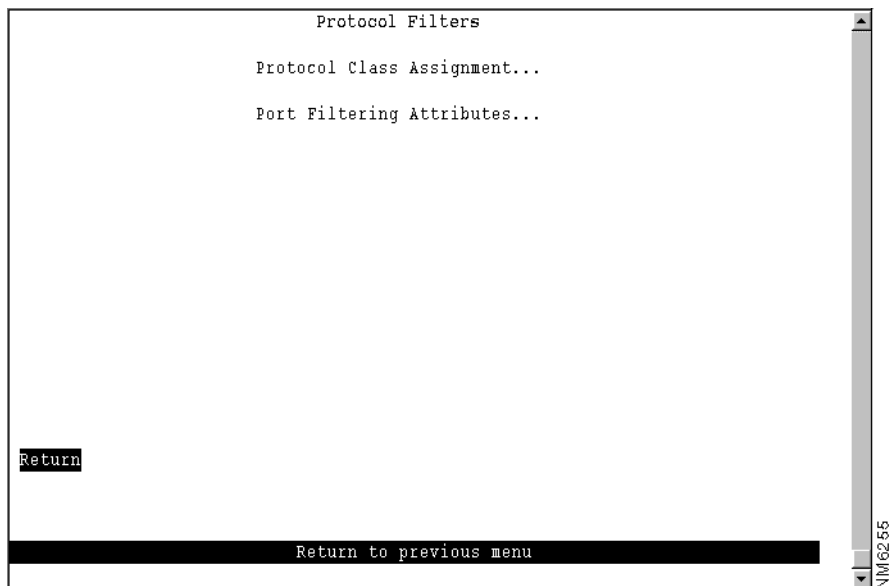 Protocol Filters
Protocol Class Assignment...
Port Filtering Attributes...
Return
Return to previous menu
NM6255